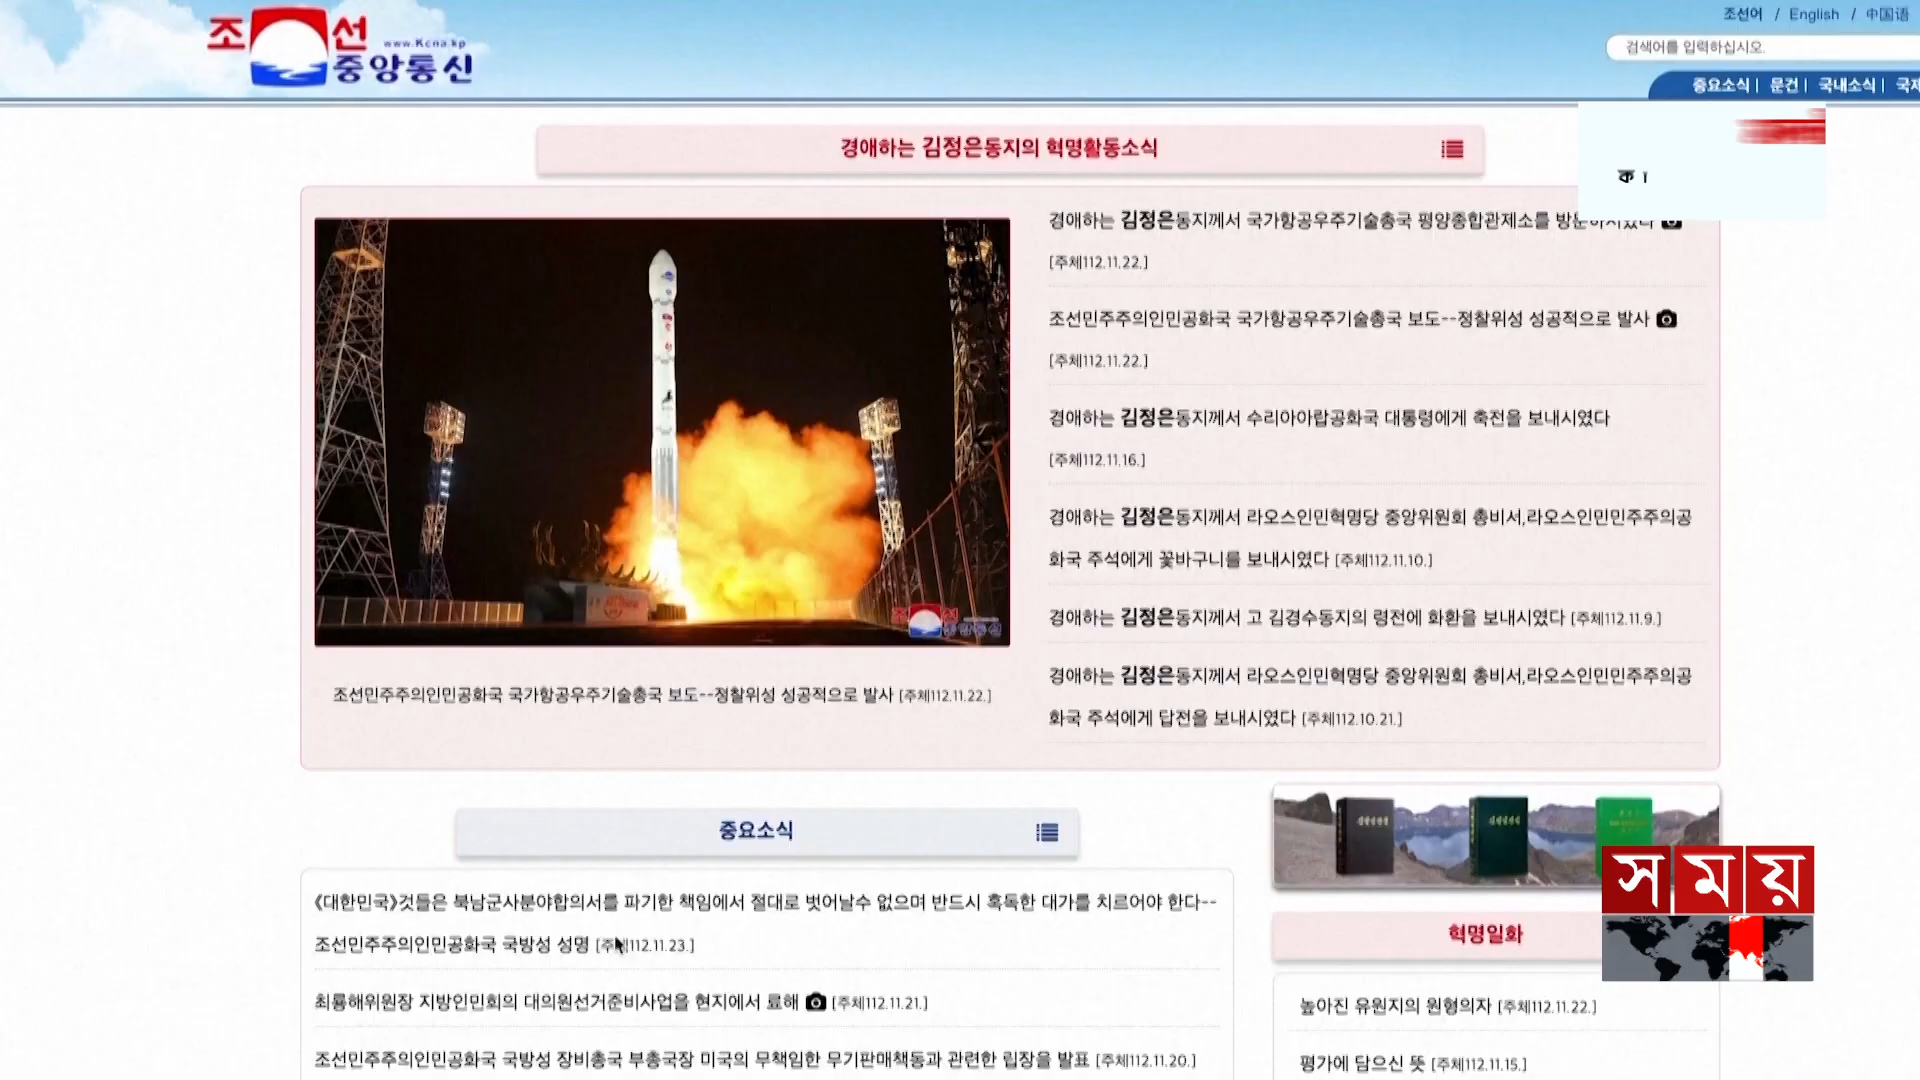 조선
www.Kcna.kp
중앙통신
조선어 / English / 中国语
검색어를 입력하십시오.
중요소식 | 문건 | 국내소식 | 국제
경애하는 김정은동지의 혁명활동소식
ক া
경애하는 김정은동지께서 국가항공우주기술총국 평양종합관제소를 방문하시였다
[주체112.11.22.]
조선민주주의인민공화국 국가항공우주기술총국 보도--정찰위성 성공적으로 발사
[주체112.11.22.]
경애하는 김정은동지께서 수리아아랍공화국 대통령에게 축전을 보내시였다
[주체112.11.16.]
경애하는 김정은동지께서 라오스인민혁명당 중앙위원회 총비서,라오스인민민주주의공
화국 주석에게 꽃바구니를 보내시였다 [주체112.11.10.]
경애하는 김정은동지께서 고 김경수동지의 령전에 화환을 보내시였다 [주체112.11.9.]
경애하는 김정은동지께서 라오스인민혁명당 중앙위원회 총비서,라오스인민민주주의공
화국 주석에게 답전을 보내시였다 [주체112.10.21.]
조선
중앙통신
조선민주주의인민공화국 국가항공우주기술총국 보도--정찰위성 성공적으로 발사 [주체112.11.22.]
중요소식
《대한민국》것들은 북남군사분야합의서를 파기한 책임에서 절대로 벗어날수 없으며 반드시 혹독한 대가를 치르어야 한다--
조선민주주의인민공화국 국방성 성명 [주체112.11.23.]
최룡해위원장 지방인민회의 대의원선거준비사업을 현지에서 료해 [주체112.11.21.]
조선민주주의인민공화국 국방성 장비총국 부총국장 미국의 무책임한 무기판매책동과 관련한 립장을 발표 [주체112.11.20.]
সময়
혁명일화
높아진 유원지의 원형의자 [주체112.11.22.]
평가에 담으신 뜻 [주체112.11.15.]